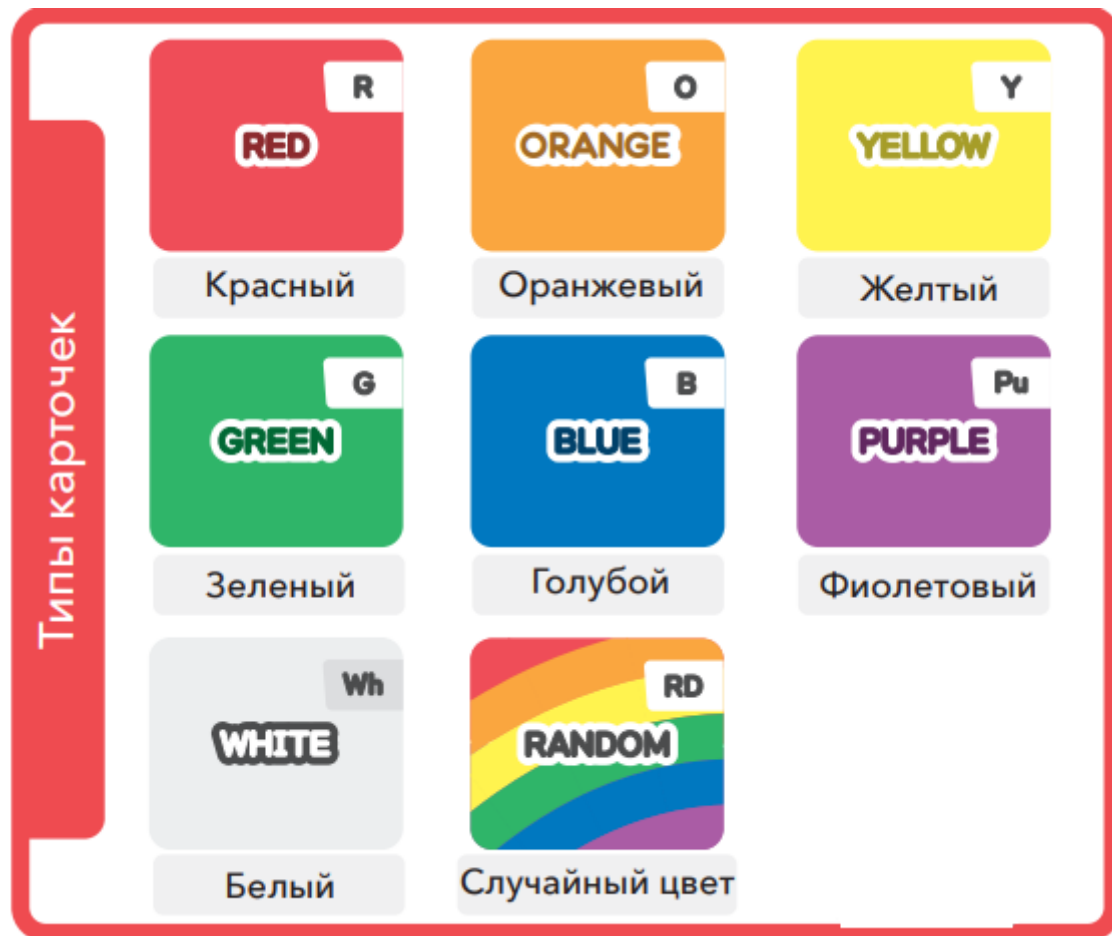 Типы карточек
R
RED
Красный
O
ORANGE
Оранжевый
Y
YELLOW
Желтый
G
GREEN
Зеленый
B
BLUE
Голубой
Pu
PURPLE
Фиолетовый
Wh
WHITE
Белый
RD
RANDOM
Случайный цвет